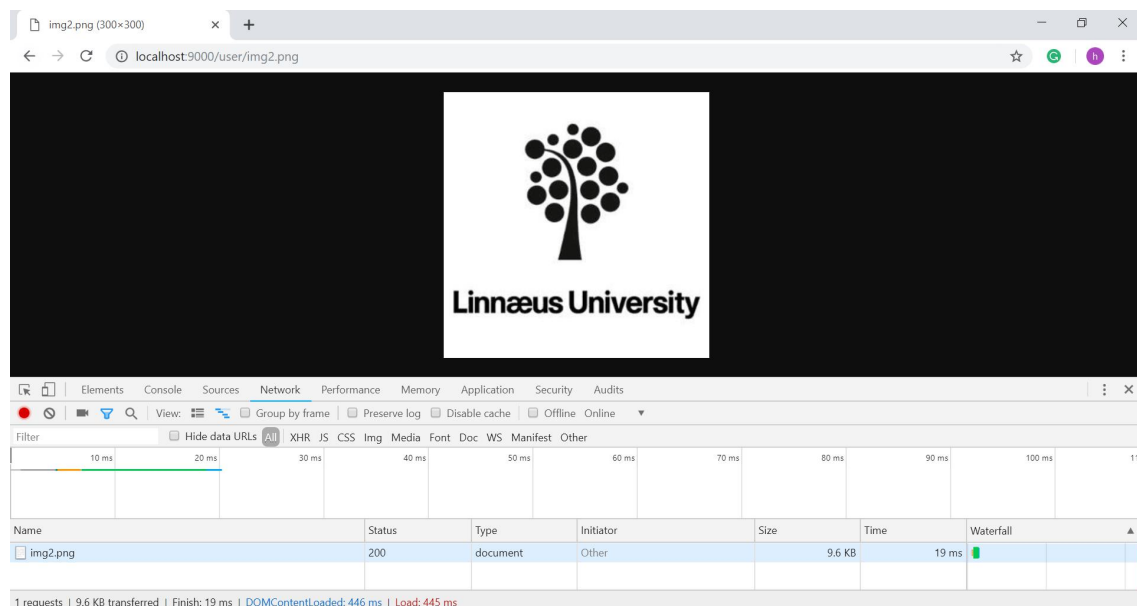 img2.png (300×300)
localhost:9000/user/img2.png
h
Linnæus University
Elements Console Sources Network Performance Memory Application Security Audits
View: Group by frame Preserve log Disable cache Offline Online
Filter Hide data URLs All XHR JS CSS Img Media Font Doc WS Manifest Other
10 ms 20 ms 30 ms 40 ms 50 ms 60 ms 70 ms 80 ms 90 ms 100 ms 11
Name Status Type Initiator Size Time Waterfall
img2.png 200 document Other 9.6 KB 19 ms
1 requests | 9.6 KB transferred | Finish: 19 ms | DOMContentLoaded: 446 ms | Load: 445 ms